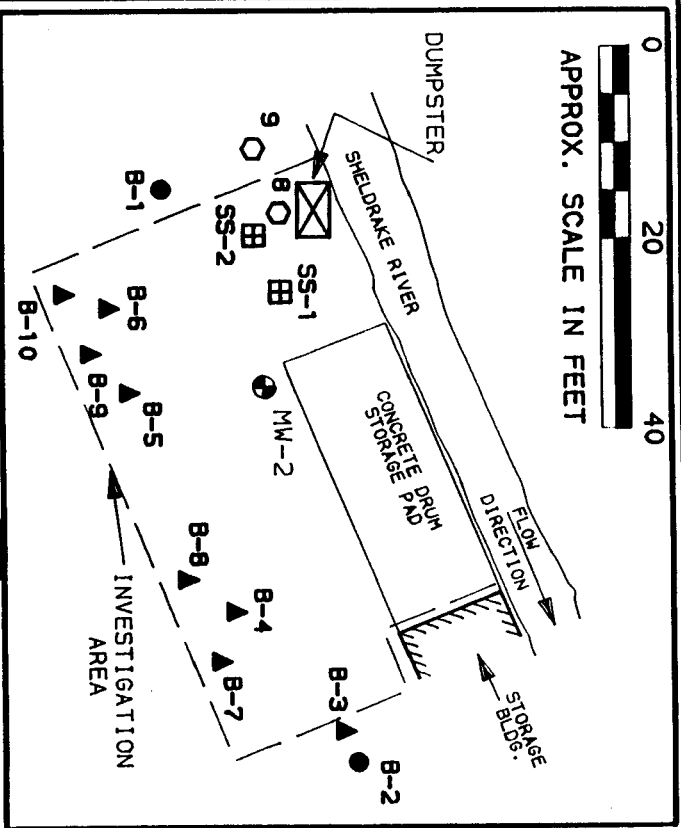 0 20 40
APPROX. SCALE IN FEET
DUMPSTER
SHELDRAKE RIVER
FLOW
DIRECTION
9
8
SS-2
SS-1
B-1
CONCRETE DRUM
STORAGE PAD
MW-2
STORAGE
BLDG.
B-6
B-10
B-9
B-5
B-8
B-4
B-7
B-3
B-2
INVESTIGATION
AREA